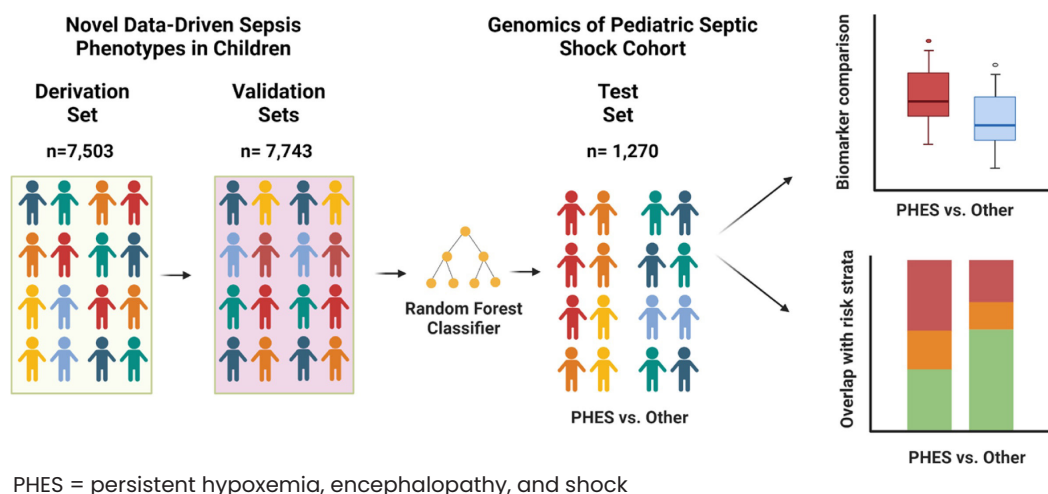 Novel Data-Driven Sepsis
Phenotypes in Children
Derivation
Set
n=7,503
Validation
Sets
n= 7,743
Random Forest
Classifier
Genomics of Pediatric Septic
Shock Cohort
Test
Set
n= 1,270
PHES vs. Other
Biomarker comparison
PHES vs. Other
Overlap with risk strata
PHES vs. Other
PHES = persistent hypoxemia, encephalopathy, and shock